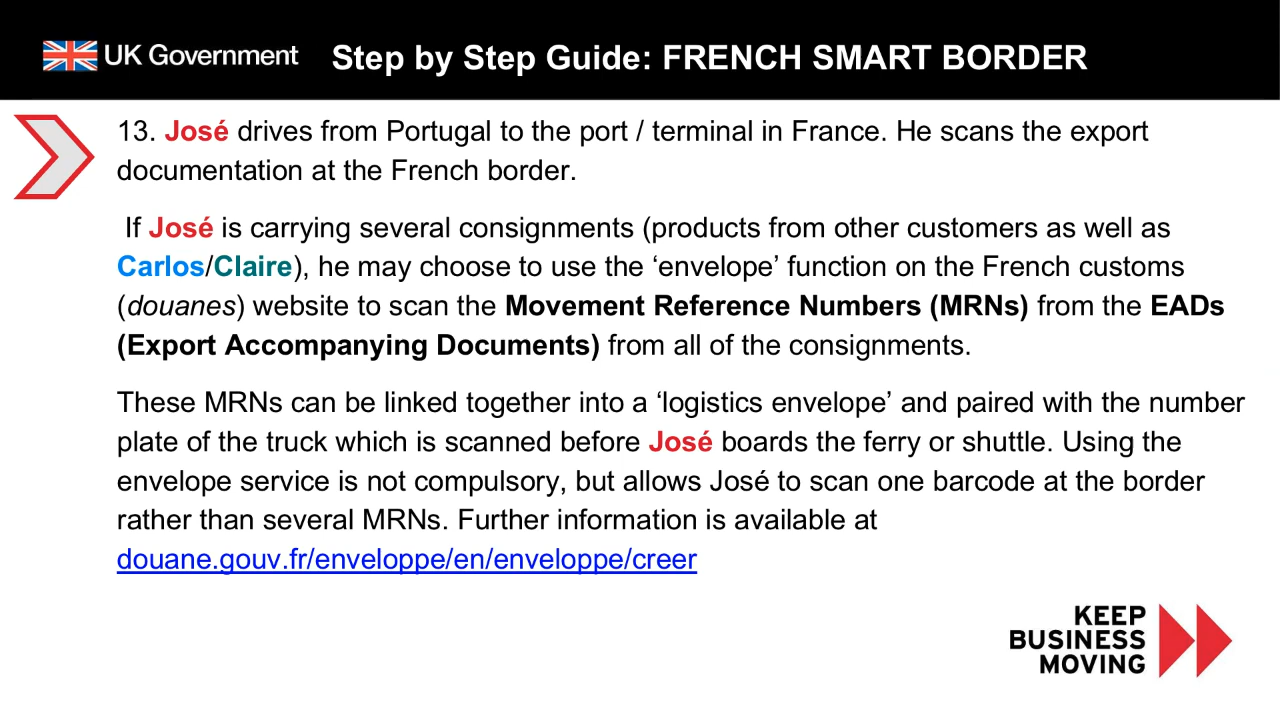 UK Government
Step by Step Guide: FRENCH SMART BORDER
13. José drives from Portugal to the port / terminal in France. He scans the export
documentation at the French border.
If José is carrying several consignments (products from other customers as well as
Carlos/Claire), he may choose to use the ‘envelope’ function on the French customs
(douanes) website to scan the Movement Reference Numbers (MRNs) from the EADs
(Export Accompanying Documents) from all of the consignments.
These MRNs can be linked together into a ‘logistics envelope’ and paired with the number
plate of the truck which is scanned before José boards the ferry or shuttle. Using the
envelope service is not compulsory, but allows José to scan one barcode at the border
rather than several MRNs. Further information is available at
douane.gouv.fr/enveloppe/en/enveloppe/creer
KEEP
BUSINESS
MOVING